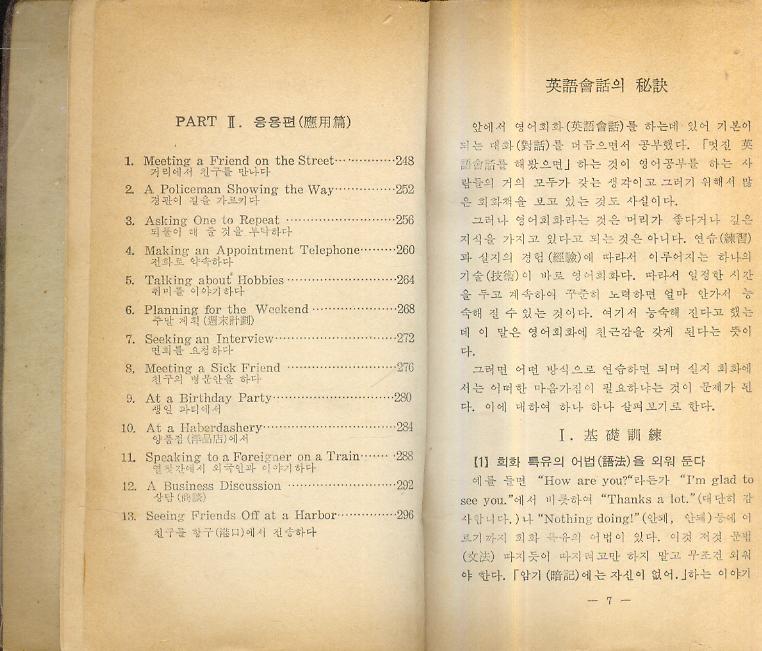 PART Ⅱ. 응용편(應用篇)
1. Meeting a Friend on the Street··············248
거리에서 친구를 만나다
2. A Policeman Showing the Way··············252
경관이 길을 가르키다
3. Asking One to Repeat ·························256
되풀이 해 줄 것을 부탁하다
4. Making an Appointment Telephone········260
전화로 약속하다
5. Talking about Hobbies ·························264
취미를 이야기하다
6. Planning for the Weekend ···················268
주말 계획(週末計劃)
7. Seeking an Interview····························272
면회를 요청하다
8. Meeting a Sick Friend ··························276
친구의 병문안을 하다
9. At a Birthday Party·····························280
생일 파티에서
10. At a Haberdashery······························284
양품점(洋品店)에서
11. Speaking to a Foreigner on a Train·······288
열찻간에서 외국인과 이야기하다
12. A Business Discussion ························292
상담(商談)
13. Seeing Friends Off at a Harbor·············296
친구를 항구(港口)에서 전송하다
英語會話의 秘訣
앞에서 영어회화(英語會話)를 하는데 있어 기본이
되는 대화(對話)를 더듬으면서 공부했다. 「멋진 英
語會話를 해봤으면」하는 것이 영어공부를 하는 사
람들의 거의 모두가 갖는 생각이고 그러기 위해서 많
은 회화책을 보고 있는 것도 사실이다.
그러나 영어회화라는 것은 머리가 좋다거나 깊은
지식을 가지고 있다고 되는 것은 아니다. 연습(練習)
과 실지의 경험(經驗)에 따라서 이루어지는 하나의
기술(技術)이 바로 영어회화다. 따라서 일정한 시간
을 두고 계속하여 꾸준히 노력하면 얼마 안가서 능
숙해 질 수 있는 것이다. 여기서 능숙해 진다고 했는
데 이 말은 영어회화에 친근감을 갖게 된다는 뜻이
다.
그러면 어떤 방식으로 연습하면 되며 실지 회화에
서는 어떠한 마음가짐이 필요하냐는 것이 문제가 된
다. 이에 대하여 하나 하나 살펴보기로 한다.
Ⅰ. 基礎訓練
【1】 회화 특유의 어법(語法)을 외워 둔다
예를 들면 “How are you?“라든가 “I'm glad to
see you.”에서 비롯하여 “Thanks a lot.”(대단히 감
사합니다.)나 “Nothing doing!”(안돼, 안돼)등에 이
르기까지 회화 특유의 어법이 있다. 이것 저것 문법
(文法) 따지듯이 따지려고만 하지 말고 무조건 외워
야 한다. 「암기(暗記)에는 자신이 없어.」하는 이야기
— 7 —